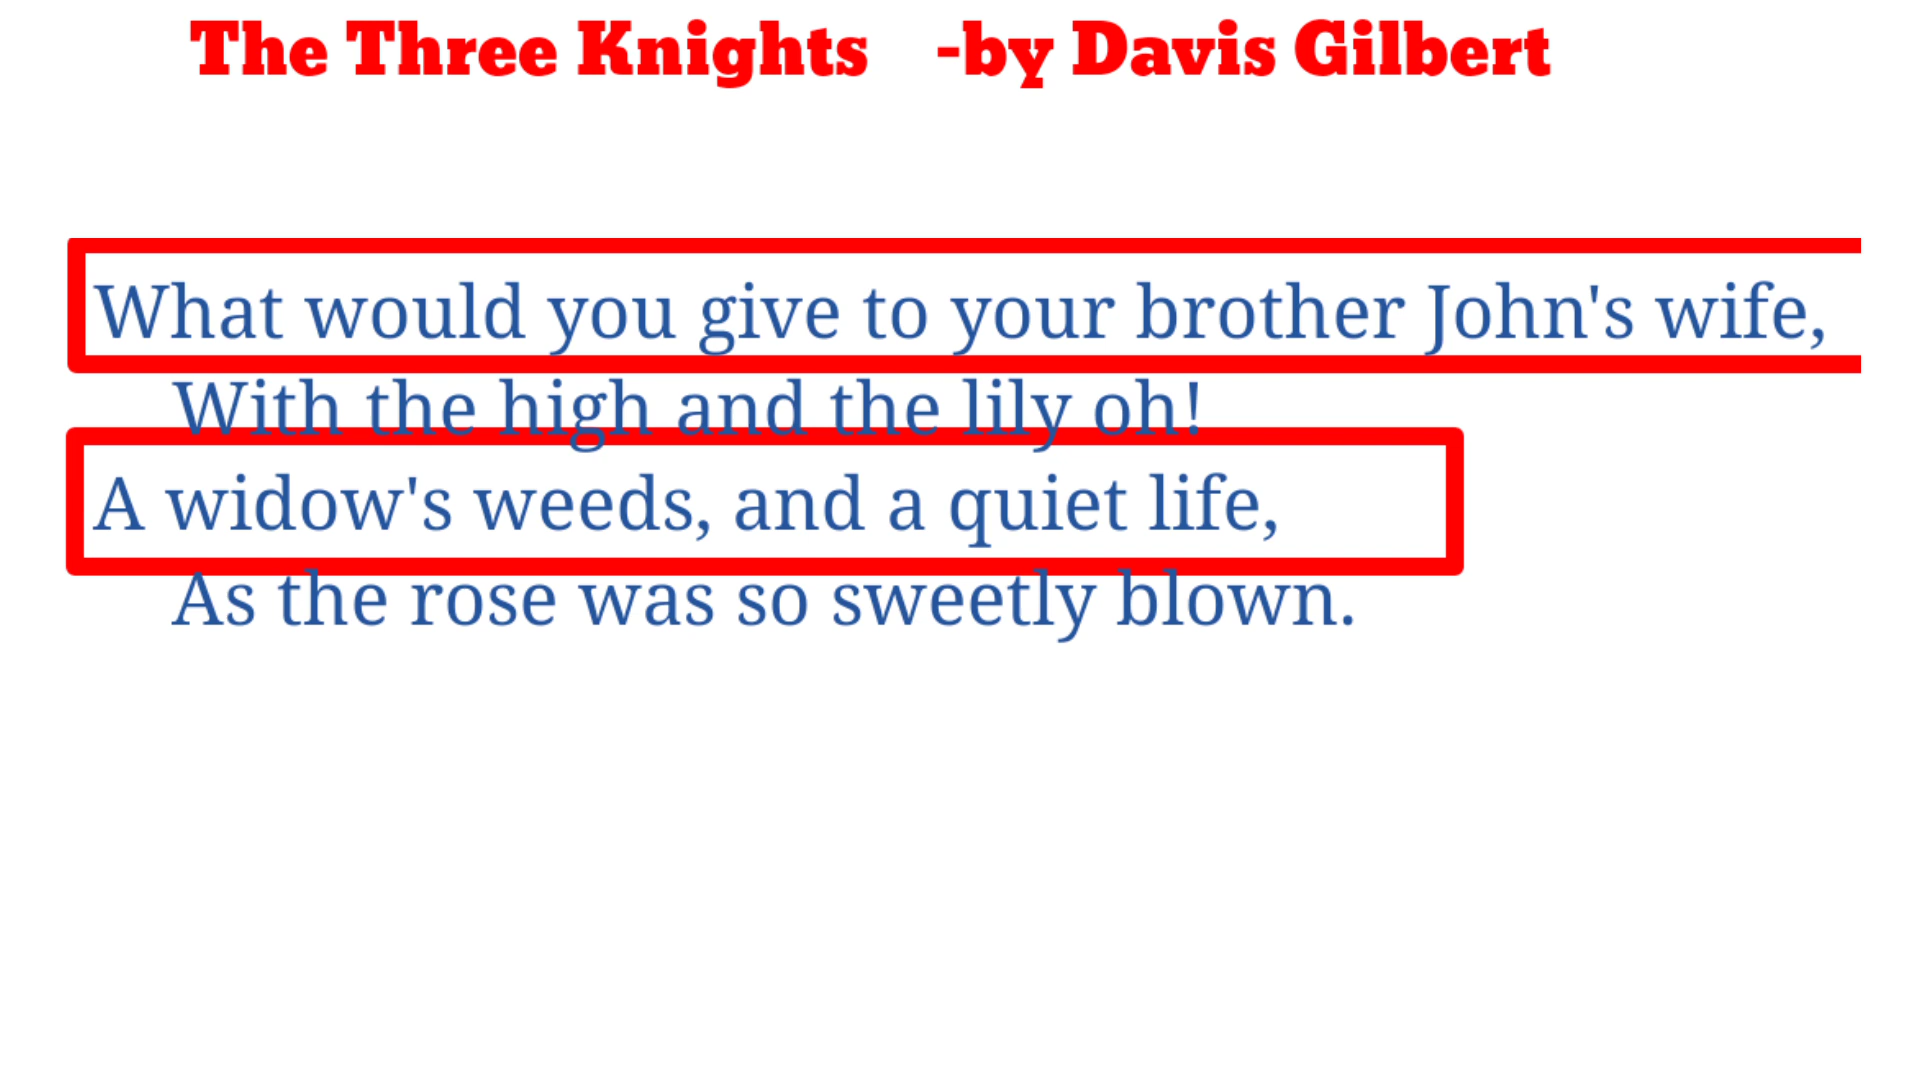 The Three Knights -by Davis Gilbert
What would you give to your brother John's wife,
With the high and the lily oh!
A widow's weeds, and a quiet life,
As the rose was so sweetly blown.